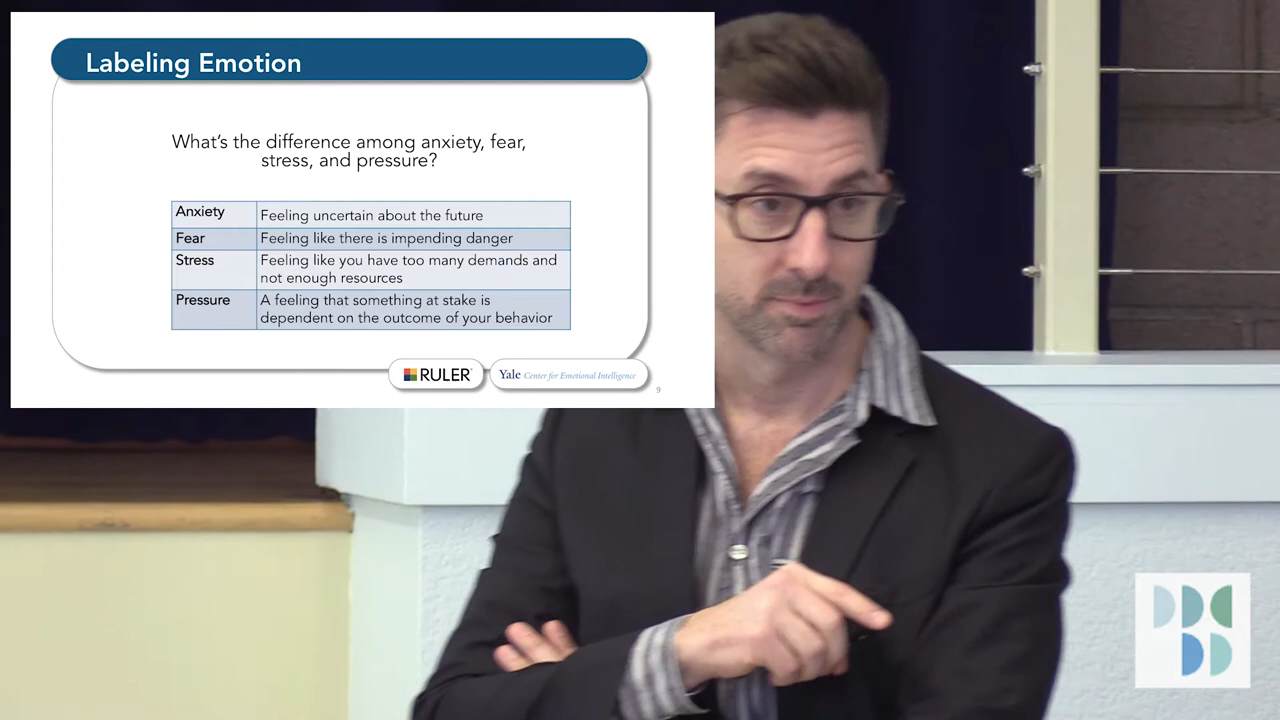 Labeling Emotion
What's the difference among anxiety, fear,
stress, and pressure?
Anxiety Feeling uncertain about the future
Fear Feeling like there is impending danger
Stress Feeling like you have too many demands and
not enough resources
Pressure A feeling that something at stake is
dependent on the outcome of your behavior
RULER
Yale Center for Emotional Intelligence
9